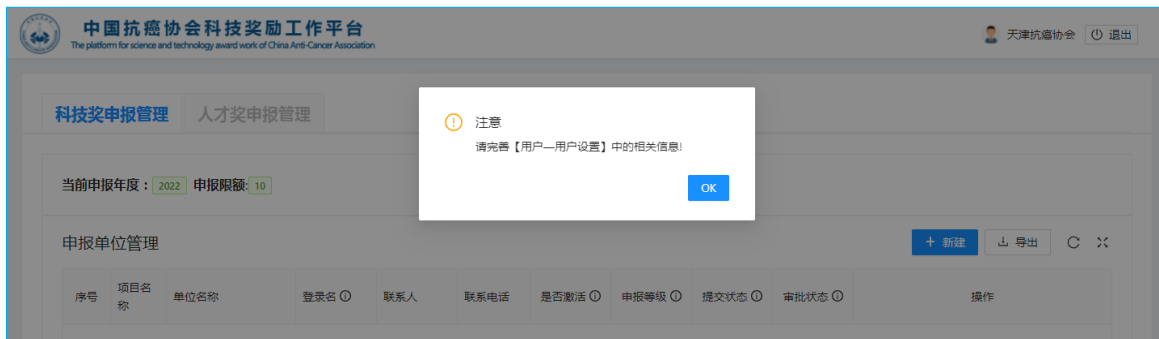 中国抗癌协会科技奖励工作平台
The platform for science and technology award work of China Anti-Cancer Association
天津抗癌协会 退出
科技奖申报管理 人才奖申报管理
注意
请完善【用户—用户设置】中的相关信息!
OK
当前申报年度： 2022 申报限额: 10
申报单位管理
+ 新建 导出
序号 项目名称 单位名称 登录名 联系人 联系电话 是否激活 申报等级 提交状态 审批状态 操作